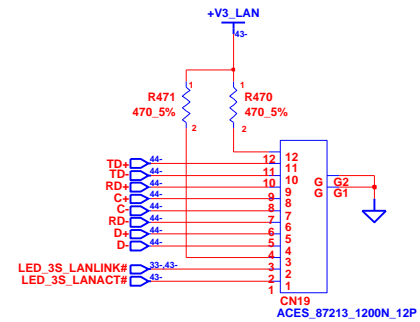 +V3_LAN
43-
1 1
R471 R470
470_5% 470_5%
2 2
TD+ 44- 12 12
TD- 44- 11 11
RD+ 44- 10 10
C+ 44- 9 9
C- 44- 8 8
RD- 44- 7 7
D+ 44- 6 6
D- 44- 5 5
4 4
LED_3S_LANLINK# 33-,43- 3 3
LED_3S_LANACT# 43- 2 2
1 1
G G2
G G1
CN19
ACES_87213_1200N_12P